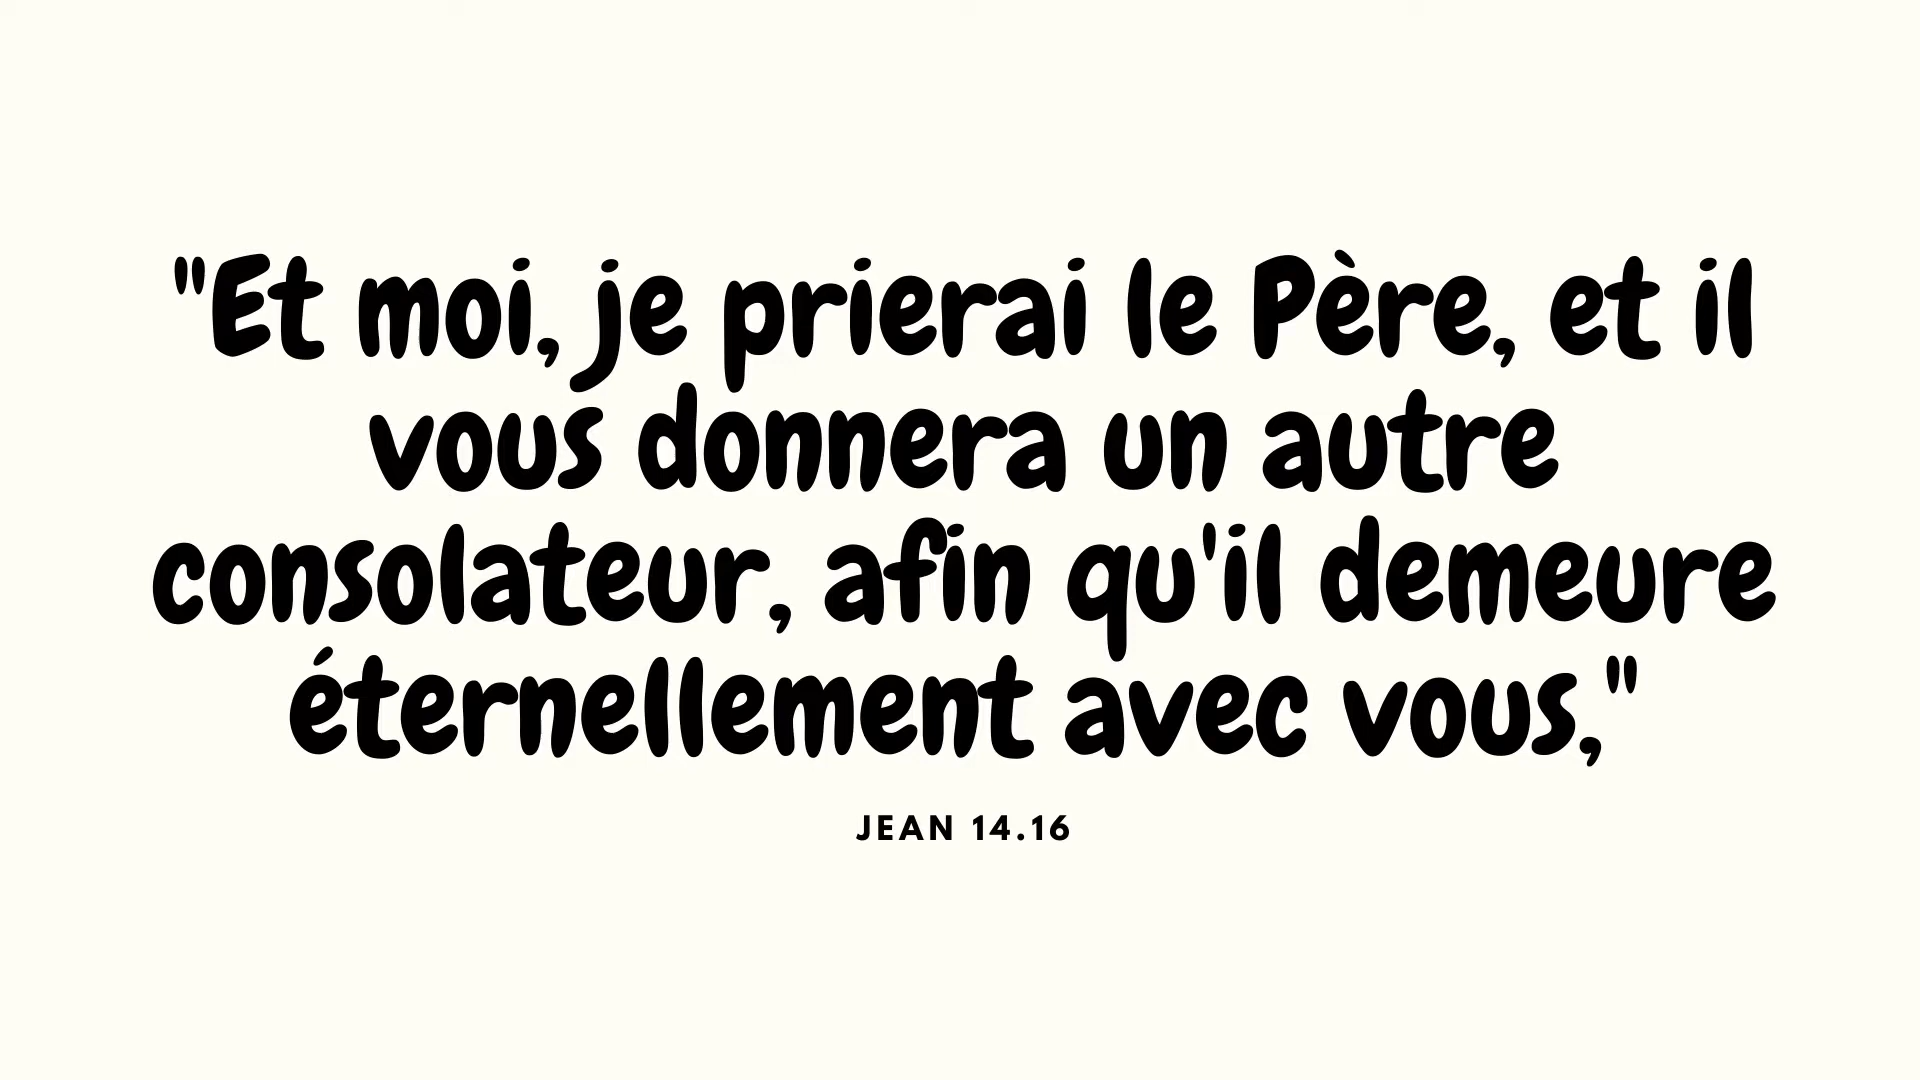 "Et moi, je prierai le Père, et il
vous donnera un autre
consolateur, afin qu'il demeure
éternellement avec vous,"
JEAN 14.16